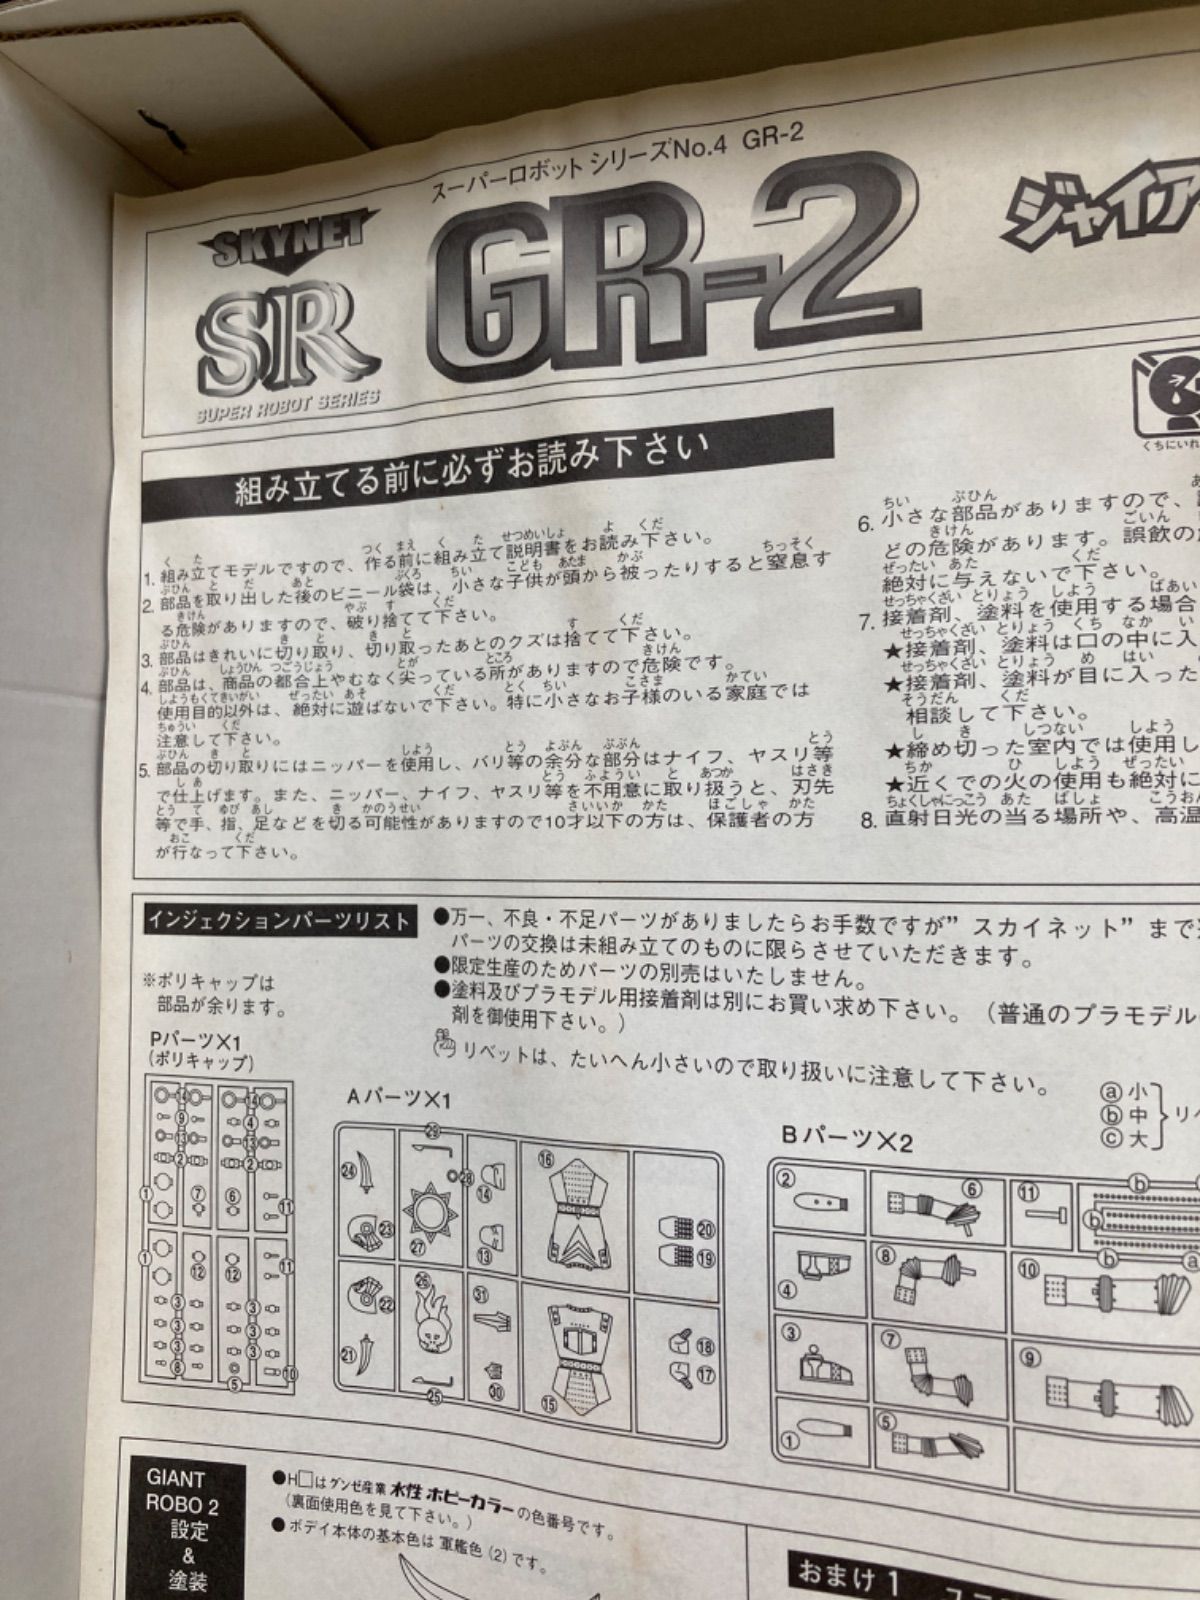 スーパーロボット シリーズNo.4 GR-2
SKYNET
SR
SUPER ROBOT SERIES
GR-2
ジャイア
組み立てる前に必ずお読み下さい
1. 組み立てモデルですので、作る前に組み立て説明書をお読み下さい。
2. 部品を取り出した後のビニール袋は、小さな子供が頭から被ったりすると窒息す
る危険がありますので、破り捨てて下さい。
3. 部品はきれいに切り取り、切り取ったあとのクズは捨てて下さい。
4. 部品は、商品の都合上やむなく尖っている所がありますので危険です。
使用目的以外は、絶対に遊ばないで下さい。特に小さなお子様のいる家庭では
注意して下さい。
5. 部品の切り取りにはニッパーを使用し、バリ等の余分な部分はナイフ、ヤスリ等
で仕上げます。また、ニッパー、ナイフ、ヤスリ等を不用意に取り扱うと、刃先
等で手、指、足などを切る可能性がありますので10才以下の方は、保護者の方
が行なって下さい。
くちにいれ
6. 小さな部品がありますので、
どの危険があります。誤飲の
絶対に与えないで下さい。
7. 接着剤、塗料を使用する場合
★接着剤、塗料は口の中に入
★接着剤、塗料が目に入った
相談して下さい。
★締め切った室内では使用し
★近くでの火の使用も絶対に
8. 直射日光の当る場所や、高温
インジェクションパーツリスト
●万一、不良・不足パーツがありましたらお手数ですが”スカイネット”まで
パーツの交換は未組み立てのものに限らさせていただきます。
●限定生産のためパーツの別売はいたしません。
●塗料及びプラモデル用接着剤は別にお買い求め下さい。(普通のプラモデル
剤を御使用下さい。)
リベットは、たいへん小さいので取り扱いに注意して下さい。
※ポリキャップは
部品が余ります。
Pパーツ×1
(ポリキャップ)
Aパーツ×1
Bパーツ×2
ⓐ小
ⓑ中
ⓒ大
リベ
GIANT
ROBO 2
設定
&
塗装
●H□はグンゼ産業 水性 ホビーカラーの色番号です。
(裏面使用色を見て下さい。)
●ボデイ本体の基本色は 軍艦色 (2) です。
おまけ1